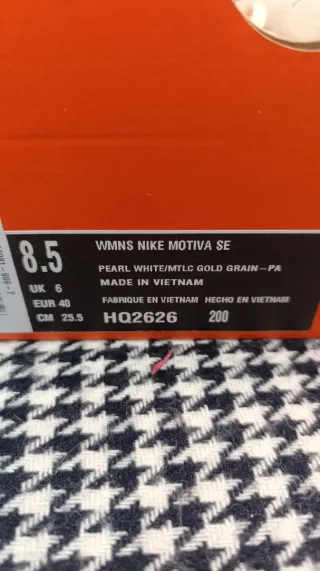 8.5
WMNS NIKE MOTIVA SE
PEARL WHITE/MTLC GOLD GRAIN-PA
MADE IN VIETNAM
UK 6
FABRIQUE EN VIETNAM HECHO EN VIETNAM
EUR 40
CM 25.5
HQ2626 200